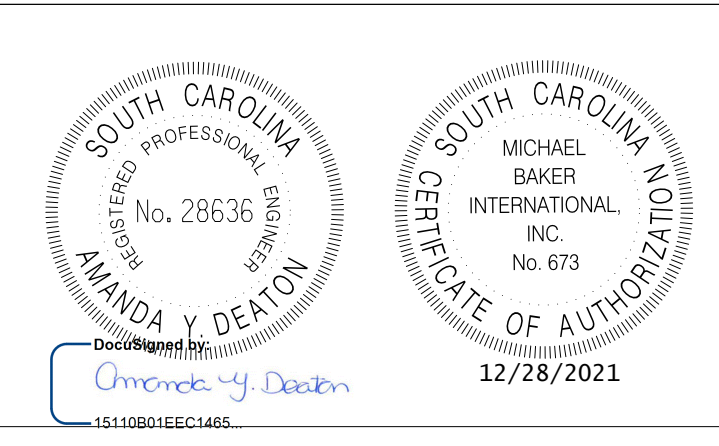 SOUTH CAROLINA
REGISTERED PROFESSIONAL ENGINEER
No. 28636
AMANDA Y. DEATON
DocuSigned by:
Amanda Y. Deaton
15110B01EEC1465...
SOUTH CAROLINA
MICHAEL
BAKER
INTERNATIONAL,
INC.
No. 673
CERTIFICATE OF AUTHORIZATION
12/28/2021